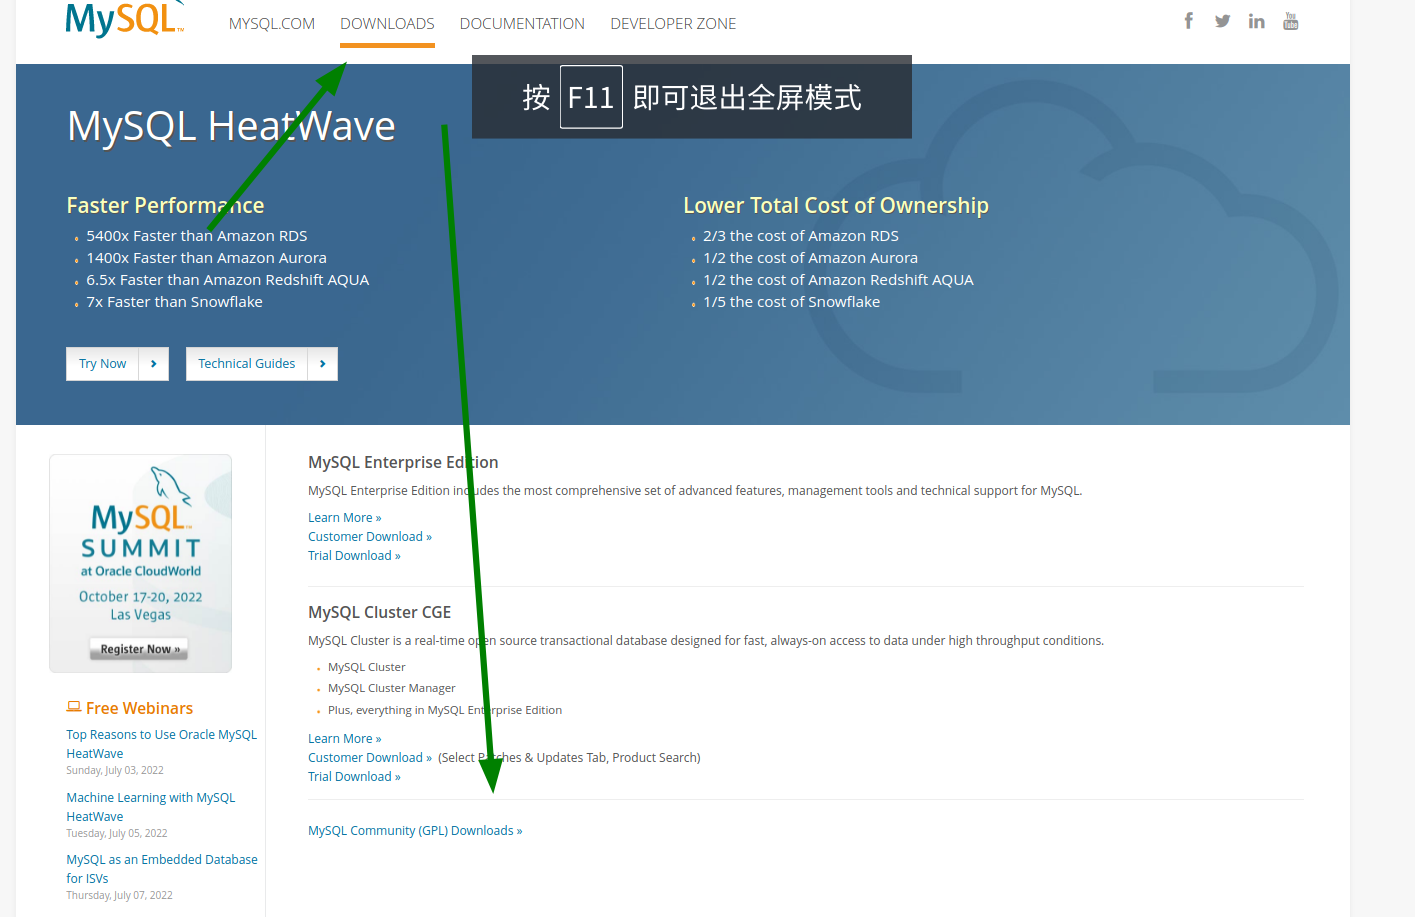 MySQL™
MYSQL.COM DOWNLOADS DOCUMENTATION DEVELOPER ZONE
You Tube
按 F11 即可退出全屏模式
MySQL HeatWave
Faster Performance
5400x Faster than Amazon RDS
1400x Faster than Amazon Aurora
6.5x Faster than Amazon Redshift AQUA
7x Faster than Snowflake
Lower Total Cost of Ownership
2/3 the cost of Amazon RDS
1/2 the cost of Amazon Aurora
1/2 the cost of Amazon Redshift AQUA
1/5 the cost of Snowflake
Try Now
Technical Guides
MySQL™
SUMMIT
at Oracle CloudWorld
October 17-20, 2022
Las Vegas
Register Now »
Free Webinars
Top Reasons to Use Oracle MySQL
HeatWave
Sunday, July 03, 2022
Machine Learning with MySQL
HeatWave
Tuesday, July 05, 2022
MySQL as an Embedded Database
for ISVs
Thursday, July 07, 2022
MySQL Enterprise Edition
MySQL Enterprise Edition includes the most comprehensive set of advanced features, management tools and technical support for MySQL.
Learn More »
Customer Download »
Trial Download »
MySQL Cluster CGE
MySQL Cluster is a real-time open source transactional database designed for fast, always-on access to data under high throughput conditions.
MySQL Cluster
MySQL Cluster Manager
Plus, everything in MySQL Enterprise Edition
Learn More »
Customer Download » (Select Patches & Updates Tab, Product Search)
Trial Download »
MySQL Community (GPL) Downloads »